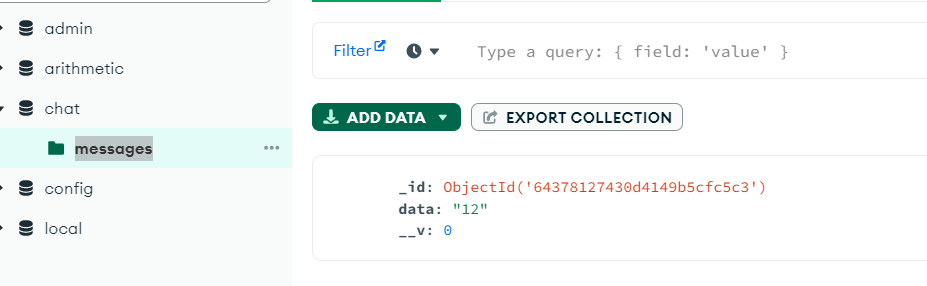 admin
arithmetic
chat
messages
config
local
Filter
Type a query: { field: 'value' }
ADD DATA
EXPORT COLLECTION
_id: ObjectId('64378127430d4149b5cfc5c3')
data: "12"
__v: 0